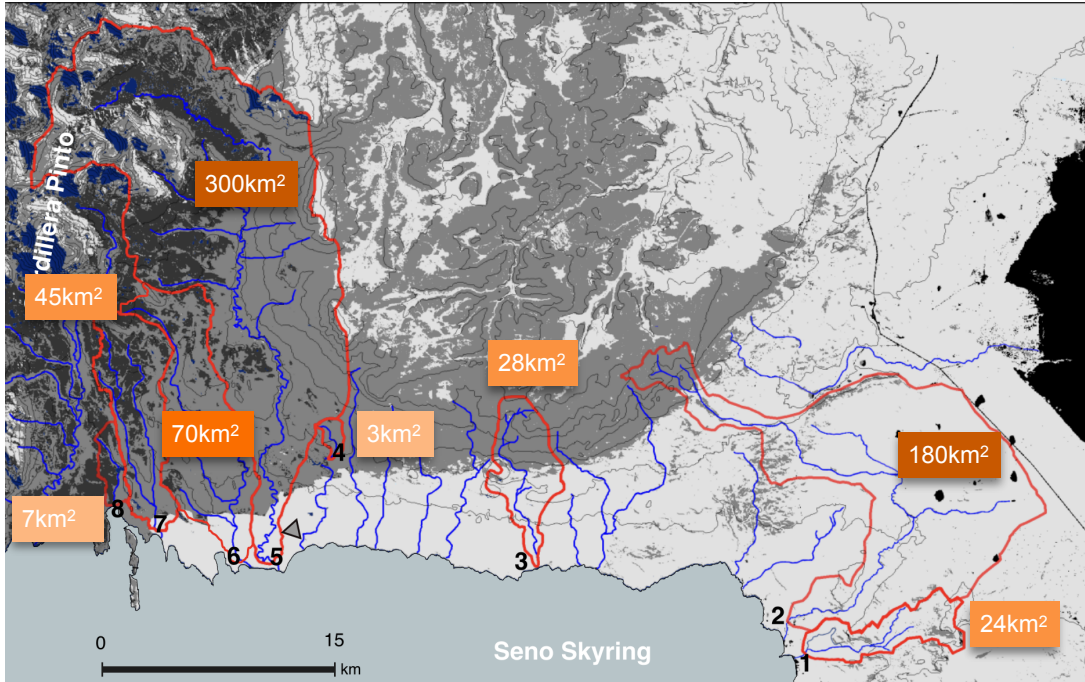 300km²
rdillera Pinto
45km²
28km²
70km²
3km²
4
180km²
7km²
8
7
6
5
3
2
24km²
1
0
15
km
Seno Skyring